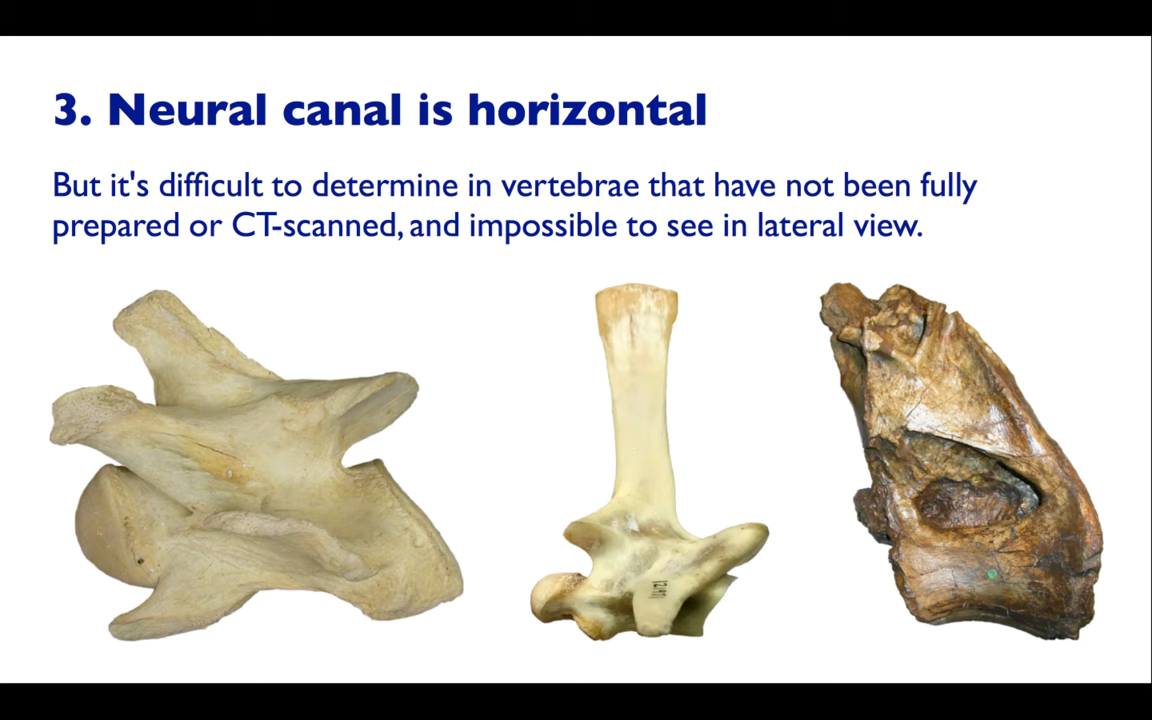 3. Neural canal is horizontal
But it's difficult to determine in vertebrae that have not been fully
prepared or CT-scanned, and impossible to see in lateral view.